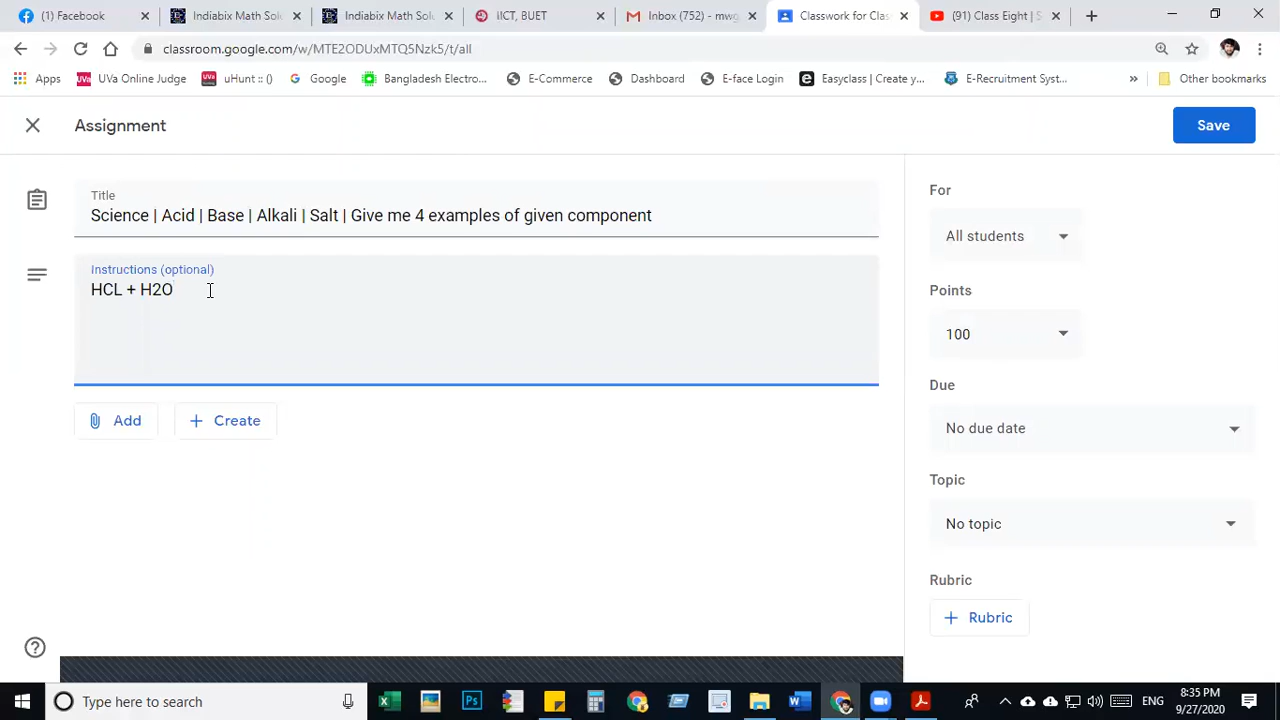 (1) Facebook
Indiabix Math Sol
Indiabix Math Sol
IICT, BUET
Inbox (752) - mwg
Classwork for Clas
(91) Class Eight | S
classroom.google.com/w/MTE2ODUxMTQ5Nzk5/t/all
Apps
UVa Online Judge
uHunt :: ()
Google
Bangladesh Electro...
E-Commerce
Dashboard
E-face Login
Easyclass | Create y...
E-Recruitment Syst...
Other bookmarks
Assignment
Save
Title
Science | Acid | Base | Alkali | Salt | Give me 4 examples of given component
Instructions (optional)
HCL + H2O
Add
Create
For
All students
Points
100
Due
No due date
Topic
No topic
Rubric
Rubric
Type here to search
ENG
8:35 PM
9/27/2020